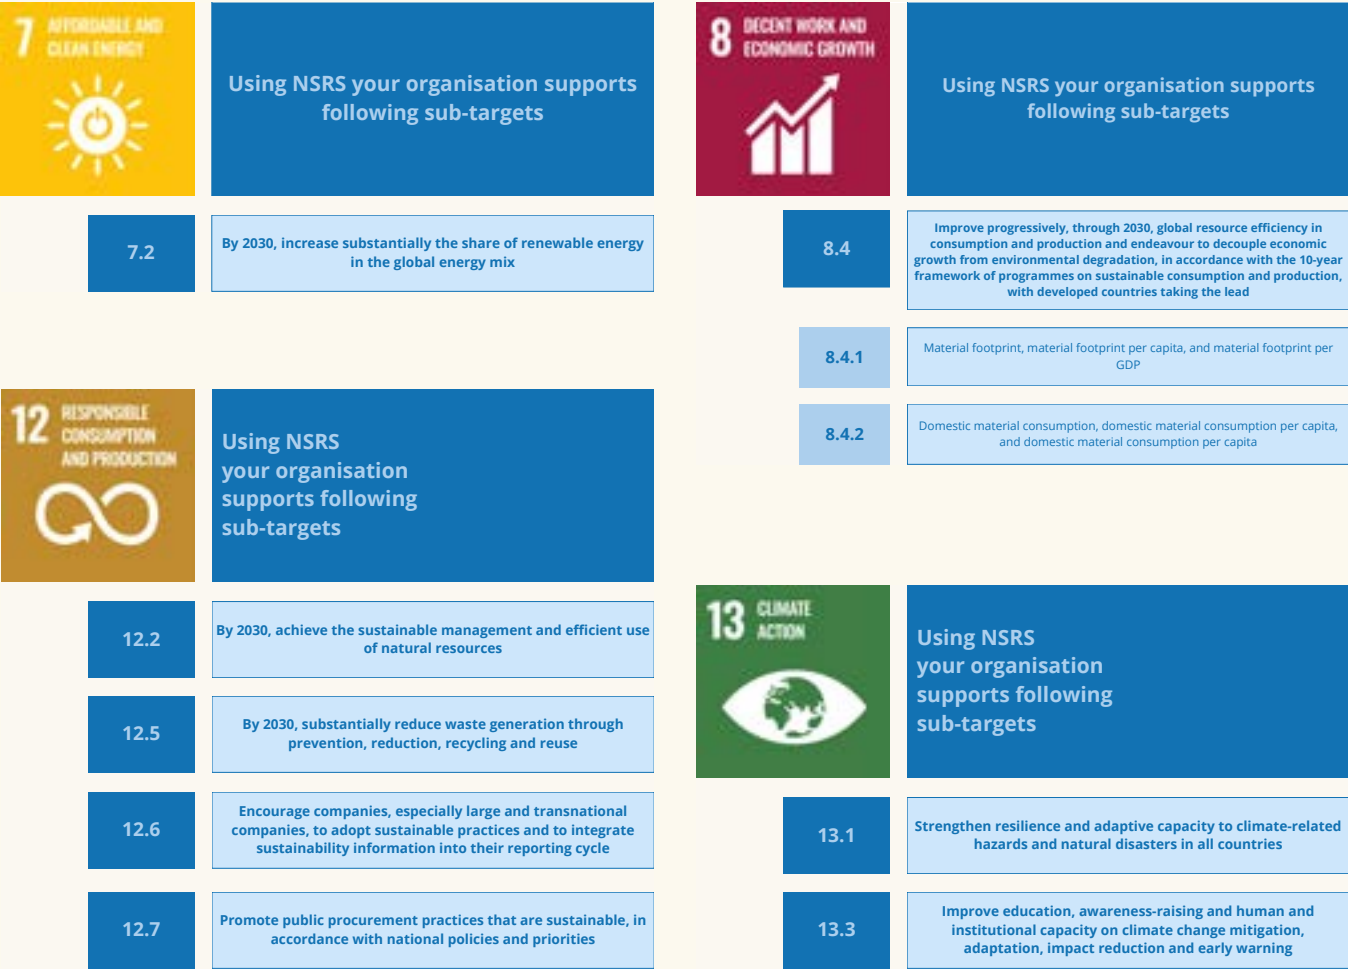 7 AFFORDABLE AND
CLEAN ENERGY
Using NSRS your organisation supports
following sub-targets
7.2
By 2030, increase substantially the share of renewable energy
in the global energy mix
8 DECENT WORK AND
ECONOMIC GROWTH
Using NSRS your organisation supports
following sub-targets
8.4
Improve progressively, through 2030, global resource efficiency in
consumption and production and endeavour to decouple economic
growth from environmental degradation, in accordance with the 10-year
framework of programmes on sustainable consumption and production,
with developed countries taking the lead
8.4.1
Material footprint, material footprint per capita, and material footprint per
GDP
8.4.2
Domestic material consumption, domestic material consumption per capita,
and domestic material consumption per capita
12 RESPONSIBLE
CONSUMPTION
AND PRODUCTION
Using NSRS
your organisation
supports following
sub-targets
12.2
By 2030, achieve the sustainable management and efficient use
of natural resources
12.5
By 2030, substantially reduce waste generation through
prevention, reduction, recycling and reuse
12.6
Encourage companies, especially large and transnational
companies, to adopt sustainable practices and to integrate
sustainability information into their reporting cycle
12.7
Promote public procurement practices that are sustainable, in
accordance with national policies and priorities
13 CLIMATE
ACTION
Using NSRS
your organisation
supports following
sub-targets
13.1
Strengthen resilience and adaptive capacity to climate-related
hazards and natural disasters in all countries
13.3
Improve education, awareness-raising and human and
institutional capacity on climate change mitigation,
adaptation, impact reduction and early warning